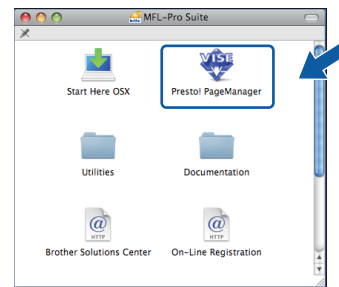 MFL-Pro Suite
VISE
Start Here OSX
Presto! PageManager
Utilities
Documentation
@
HTTP
@
HTTP
Brother Solutions Center
On-Line Registration